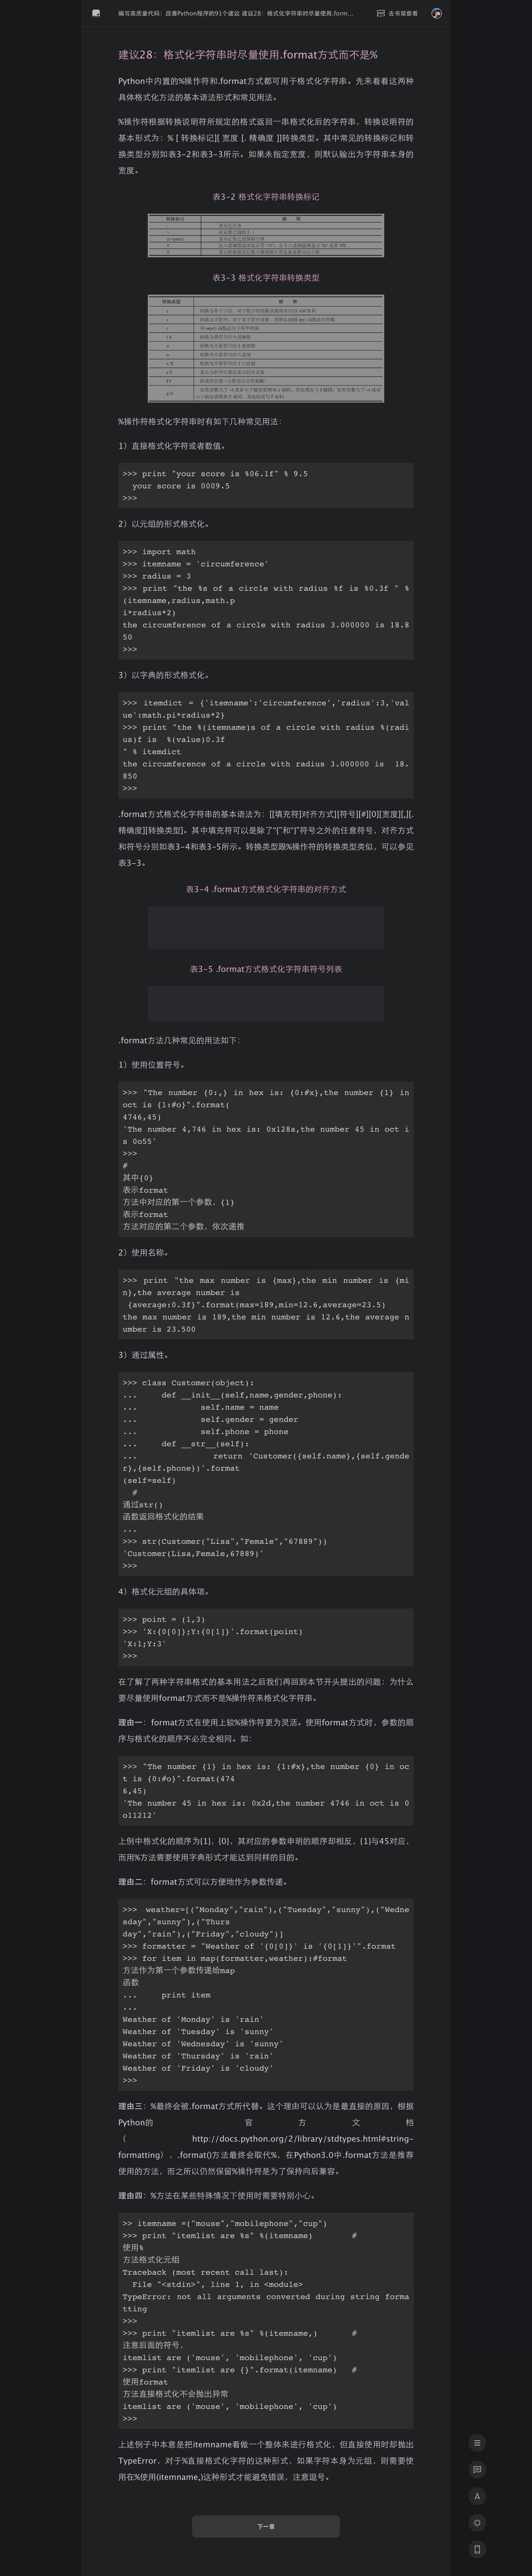 编写高质量代码：改善Python程序的91个建议 建议28：格式化字符串时尽量使用.form...
去书架查看
建议28：格式化字符串时尽量使用.format方式而不是%
Python中内置的%操作符和.format方式都可用于格式化字符串。先来看看这两种
具体格式化方法的基本语法形式和常见用法。
%操作符根据转换说明符所规定的格式返回一串格式化后的字符串，转换说明符的
基本形式为：% [ 转换标记][ 宽度 [. 精确度 ]]转换类型。其中常见的转换标记和转
换类型分别如表3-2和表3-3所示。如果未指定宽度，则默认输出为字符串本身的
宽度。
表3-2 格式化字符串转换标记
转换标记 解 释
表3-3 格式化字符串转换类型
转换类型 解 释
%操作符格式化字符串时有如下几种常见用法：
1）直接格式化字符或者数值。
>>> print "your score is %06.1f" % 9.5
your score is 0009.5
>>>
2）以元组的形式格式化。
>>> import math
>>> itemname = 'circumference'
>>> radius = 3
>>> print "the %s of a circle with radius %f is %0.3f " %
(itemname,radius,math.p
i*radius*2)
the circumference of a circle with radius 3.000000 is 18.8
50
>>>
3）以字典的形式格式化。
>>> itemdict = {'itemname':'circumference','radius':3,'val
ue':math.pi*radius*2}
>>> print "the %(itemname)s of a circle with radius %(radi
us)f is  %(value)0.3f
" % itemdict
the circumference of a circle with radius 3.000000 is  18.
850
>>>
.format方式格式化字符串的基本语法为：[[填充符]对齐方式][符号][#][0][宽度][,][.
精确度][转换类型]。其中填充符可以是除了“{”和“}”符号之外的任意符号，对齐方式
和符号分别如表3-4和表3-5所示。转换类型跟%操作符的转换类型类似，可以参见
表3-3。
表3-4 .format方式格式化字符串的对齐方式
表3-5 .format方式格式化字符串符号列表
.format方法几种常见的用法如下：
1）使用位置符号。
>>> "The number {0:,} in hex is: {0:#x},the number {1} in
oct is {1:#o}".format(
4746,45)
'The number 4,746 in hex is: 0x128a,the number 45 in oct i
s 0o55'
>>>
#
其中{0}
表示format
方法中对应的第一个参数，{1}
表示format
方法对应的第二个参数，依次递推
2）使用名称。
>>> print "the max number is {max},the min number is {mi
n},the average number is
{average:0.3f}".format(max=189,min=12.6,average=23.5)
the max number is 189,the min number is 12.6,the average n
umber is 23.500
3）通过属性。
>>> class Customer(object):
...     def __init__(self,name,gender,phone):
...             self.name = name
...             self.gender = gender
...             self.phone = phone
...     def __str__(self):
...             return 'Customer({self.name},{self.gende
r},{self.phone})'.format
(self=self)
#
通过str()
函数返回格式化的结果
...
>>> str(Customer("Lisa","Female","67889"))
'Customer(Lisa,Female,67889)'
>>>
4）格式化元组的具体项。
>>> point = (1,3)
>>> 'X:{0[0]};Y:{0[1]}'.format(point)
'X:1;Y:3'
>>>
在了解了两种字符串格式的基本用法之后我们再回到本节开头提出的问题：为什么
要尽量使用format方式而不是%操作符来格式化字符串。
理由一：format方式在使用上较%操作符更为灵活。使用format方式时，参数的顺
序与格式化的顺序不必完全相同。如：
>>> "The number {1} in hex is: {1:#x},the number {0} in oc
t is {0:#o}".format(474
6,45)
'The number 45 in hex is: 0x2d,the number 4746 in oct is 0
o11212'
上例中格式化的顺序为{1}，{0}，其对应的参数申明的顺序却相反，{1}与45对应，
而用%方法需要使用字典形式才能达到同样的目的。
理由二：format方式可以方便地作为参数传递。
>>> weather=[("Monday","rain"),("Tuesday","sunny"),("Wedne
sday","sunny"),("Thurs
day","rain"),("Friday","cloudy")]
>>> formatter = "Weather of '{0[0]}' is '{0[1]}'".format
>>> for item in map(formatter,weather):#format
方法作为第一个参数传递给map
函数
...     print item
...
Weather of 'Monday' is 'rain'
Weather of 'Tuesday' is 'sunny'
Weather of 'Wednesday' is 'sunny'
Weather of 'Thursday' is 'rain'
Weather of 'Friday' is 'cloudy'
>>>
理由三：%最终会被.format方式所代替。这个理由可以认为是最直接的原因，根据
Python的 官 方 文 档
（ http://docs.python.org/2/library/stdtypes.html#string-
formatting），.format()方法最终会取代%，在Python3.0中.format方法是推荐
使用的方法，而之所以仍然保留%操作符是为了保持向后兼容。
理由四：%方法在某些特殊情况下使用时需要特别小心。
>> itemname =("mouse","mobilephone","cup")
>>> print "itemlist are %s" %(itemname)        #
使用%
方法格式化元组
Traceback (most recent call last):
File "<stdin>", line 1, in <module>
TypeError: not all arguments converted during string forma
tting
>>>
>>> print "itemlist are %s" %(itemname,)       #
注意后面的符号，
itemlist are ('mouse', 'mobilephone', 'cup')
>>> print "itemlist are {}".format(itemname)   #
使用format
方法直接格式化不会抛出异常
itemlist are ('mouse', 'mobilephone', 'cup')
>>>
上述例子中本意是把itemname看做一个整体来进行格式化，但直接使用时却抛出
TypeError，对于%直接格式化字符的这种形式，如果字符本身为元组，则需要使
用在%使用(itemname,)这种形式才能避免错误，注意逗号。
下一章
A